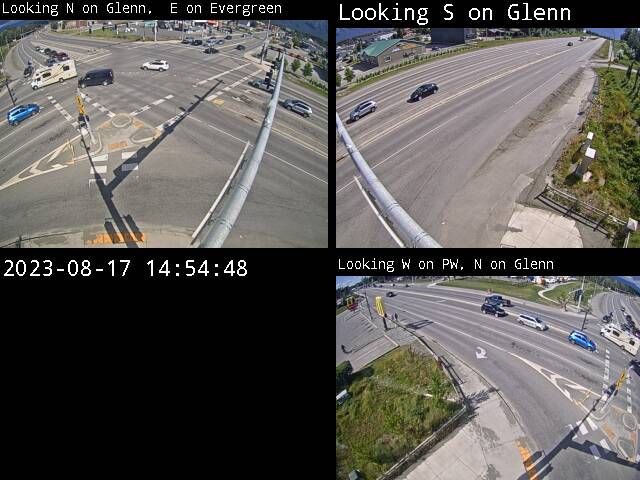 Looking N on Glenn,  E on Evergreen
Looking S on Glenn
2023-08-17 14:54:48
Looking W on PW, N on Glenn